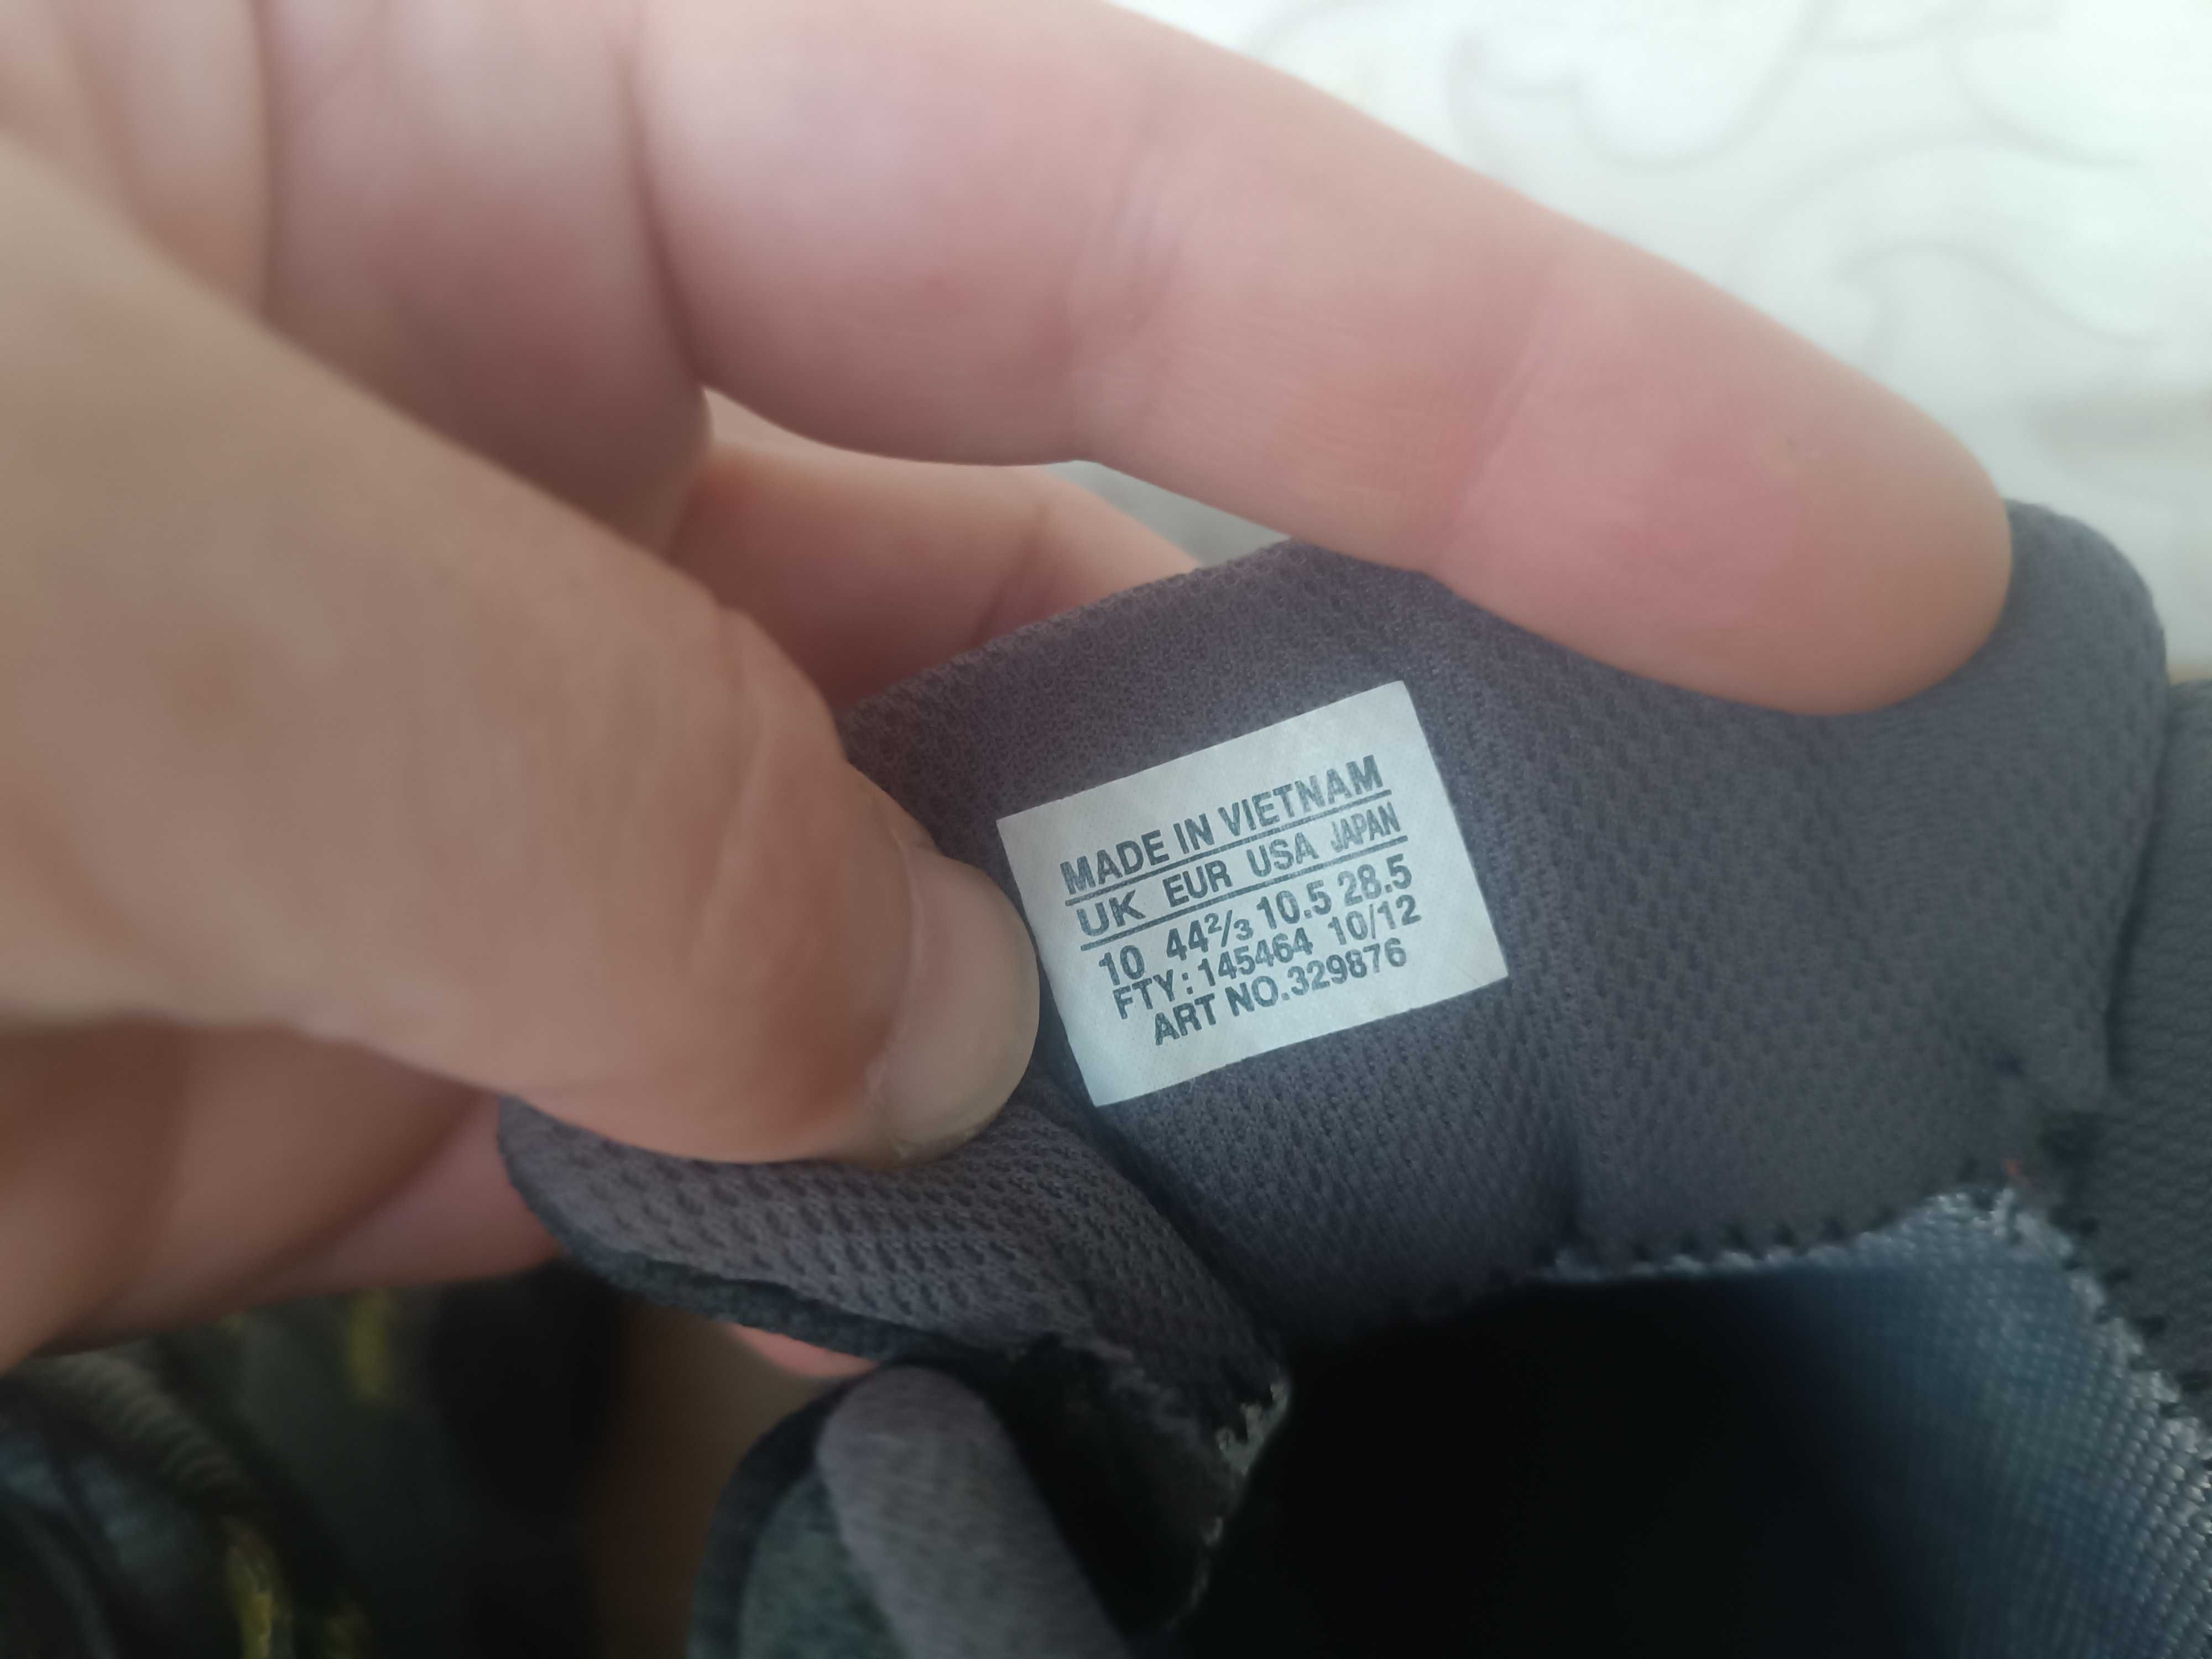 MADE IN VIETNAM
UK EUR USA JAPAN
10 44⅔ 10.5 28.5
FTY:145464 10/12
ART NO.329876